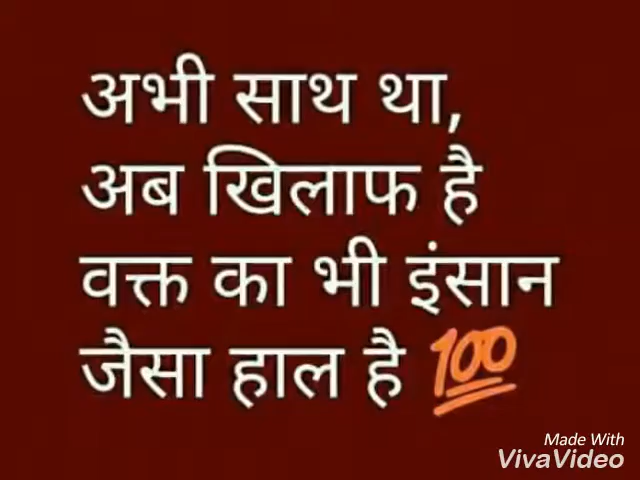 अभी साथ था,
अब खिलाफ है
वक्त का भी इंसान
जैसा हाल है 💯
Made With
VivaVideo